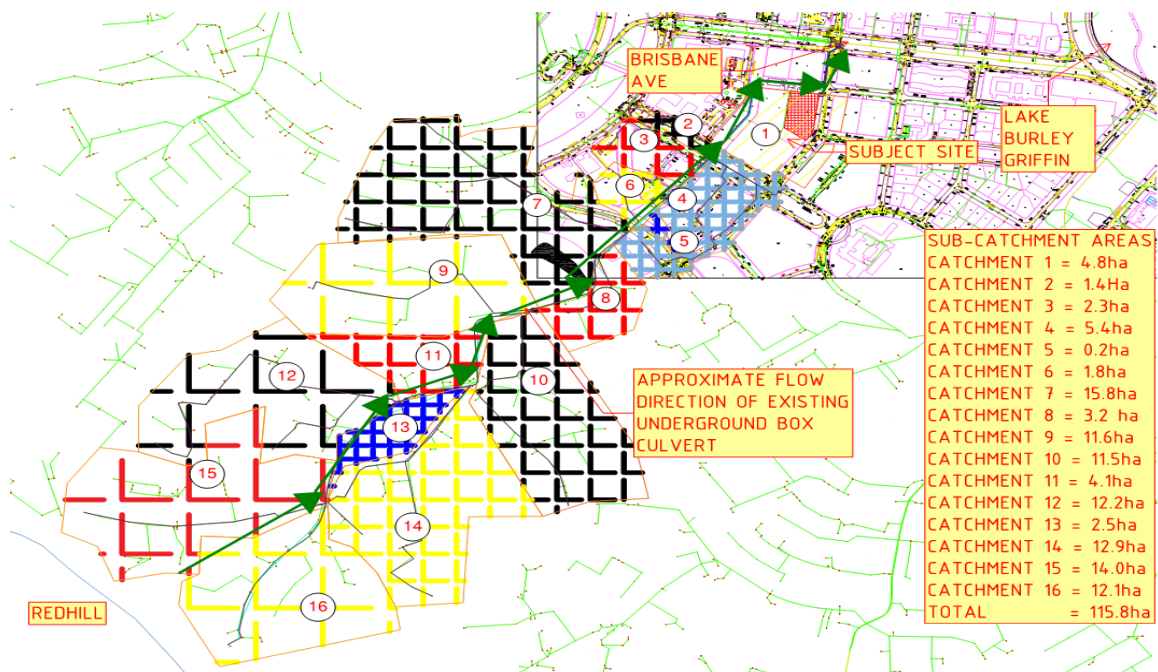 BRISBANE
AVE
LAKE
BURLEY
GRIFFIN
SUBJECT SITE
1
2
3
4
5
6
7
8
9
10
11
12
13
14
15
16
APPROXIMATE FLOW
DIRECTION OF EXISTING
UNDERGROUND BOX
CULVERT
REDHILL
SUB-CATCHMENT AREAS
CATCHMENT 1 = 4.8ha
CATCHMENT 2 = 1.4Ha
CATCHMENT 3 = 2.3ha
CATCHMENT 4 = 5.4ha
CATCHMENT 5 = 0.2ha
CATCHMENT 6 = 1.8ha
CATCHMENT 7 = 15.8ha
CATCHMENT 8 = 3.2 ha
CATCHMENT 9 = 11.6ha
CATCHMENT 10 = 11.5ha
CATCHMENT 11 = 4.1ha
CATCHMENT 12 = 12.2ha
CATCHMENT 13 = 2.5ha
CATCHMENT 14 = 12.9ha
CATCHMENT 15 = 14.0ha
CATCHMENT 16 = 12.1ha
TOTAL = 115.8ha